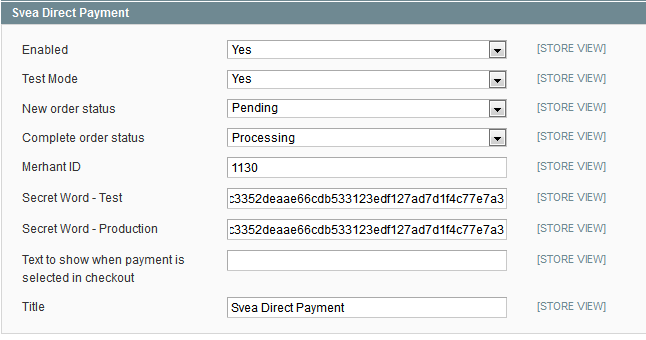 Svea Direct Payment
Enabled Yes [STORE VIEW]
Test Mode Yes [STORE VIEW]
New order status Pending [STORE VIEW]
Complete order status Processing [STORE VIEW]
Merhant ID 1130 [STORE VIEW]
Secret Word - Test c3352deaae66cdb533123edf127ad7d1f4c77e7a3 [STORE VIEW]
Secret Word - Production c3352deaae66cdb533123edf127ad7d1f4c77e7a3 [STORE VIEW]
Text to show when payment is [STORE VIEW]
selected in checkout
Title Svea Direct Payment [STORE VIEW]